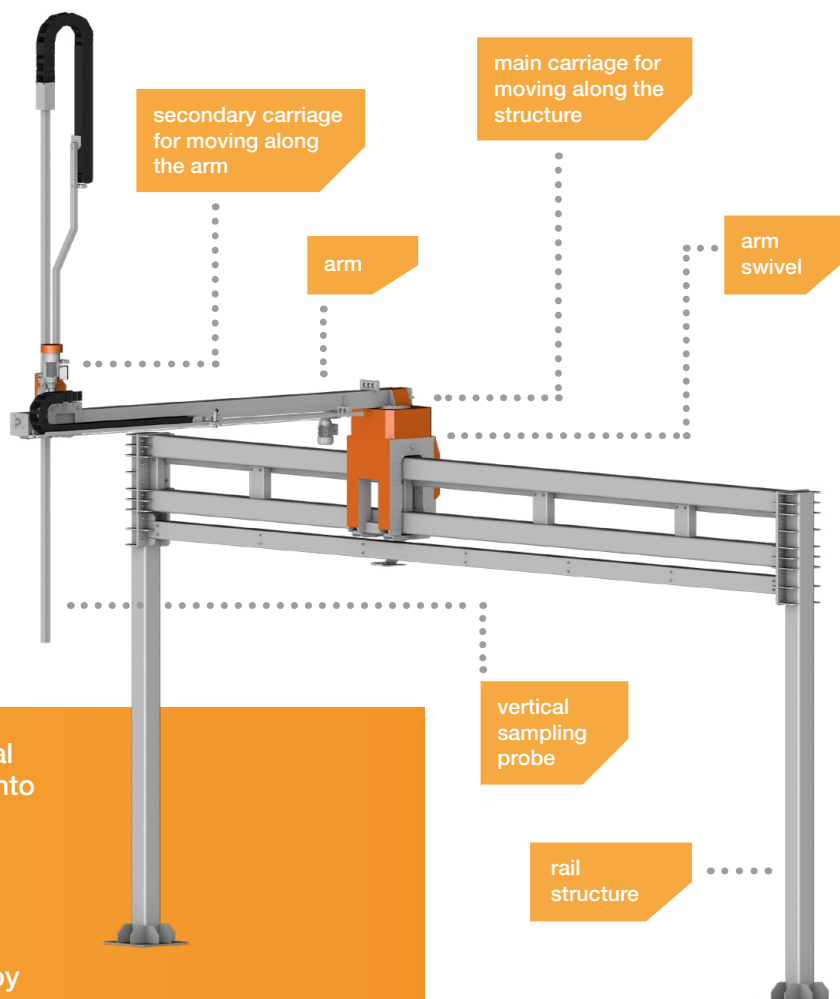 main carriage for
moving along the
structure
secondary carriage
for moving along
the arm
arm
swivel
arm
vertical
sampling
probe
rail
structure
by